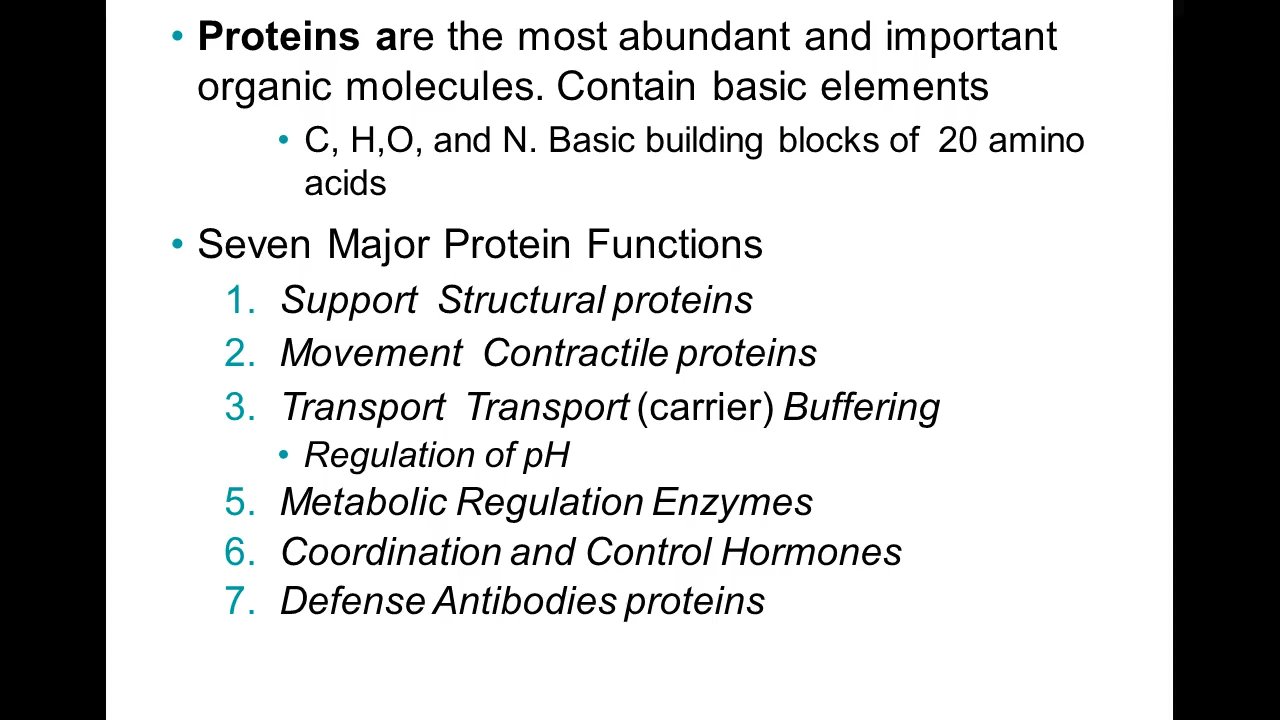 • Proteins are the most abundant and important
organic molecules. Contain basic elements
• C, H,O, and N. Basic building blocks of 20 amino
acids
• Seven Major Protein Functions
1. Support Structural proteins
2. Movement Contractile proteins
3. Transport Transport (carrier) Buffering
• Regulation of pH
5. Metabolic Regulation Enzymes
6. Coordination and Control Hormones
7. Defense Antibodies proteins